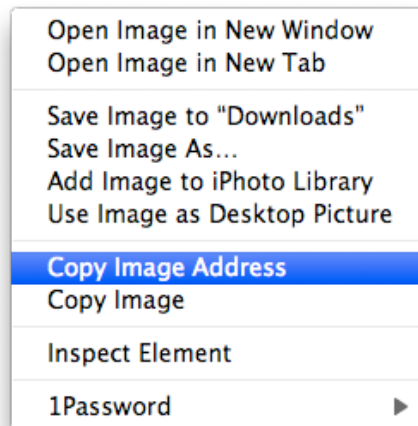 Open Image in New Window
Open Image in New Tab
Save Image to “Downloads”
Save Image As...
Add Image to iPhoto Library
Use Image as Desktop Picture
Copy Image Address
Copy Image
Inspect Element
1Password